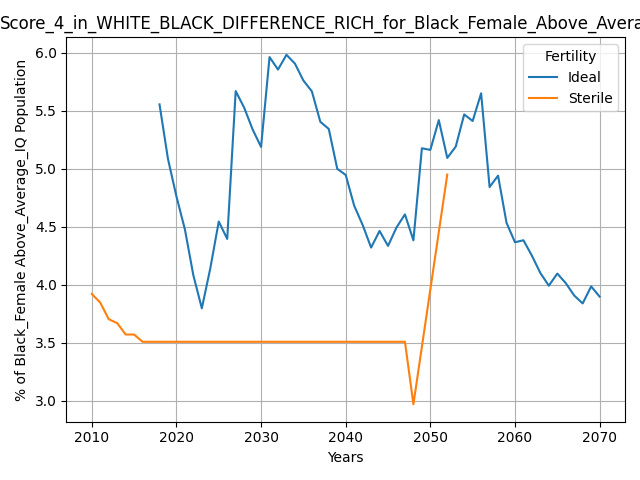 Score_4_in_WHITE_BLACK_DIFFERENCE_RICH_for_Black_Female_Above_Avera
Fertility
Ideal
Sterile
% of Black_Female Above_Average_IQ Population
6.0
5.5
5.0
4.5
4.0
3.5
3.0
2010 2020 2030 2040 2050 2060 2070
Years